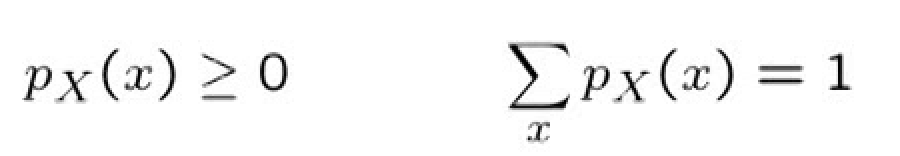 p_X(x) ≥ 0    ∑_x p_X(x) = 1